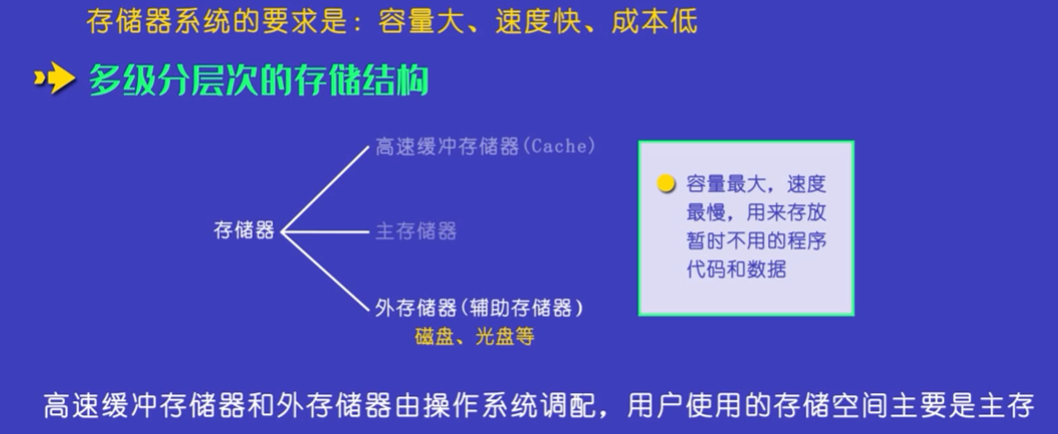 存储器系统的要求是：容量大、速度快、成本低
多级分层次的存储结构
高速缓冲存储器(Cache)
存储器
主存储器
外存储器(辅助存储器)
磁盘、光盘等
容量最大，速度
最慢，用来存放
暂时不用的程序
代码和数据
高速缓冲存储器和外存储器由操作系统调配，用户使用的存储空间主要是主存